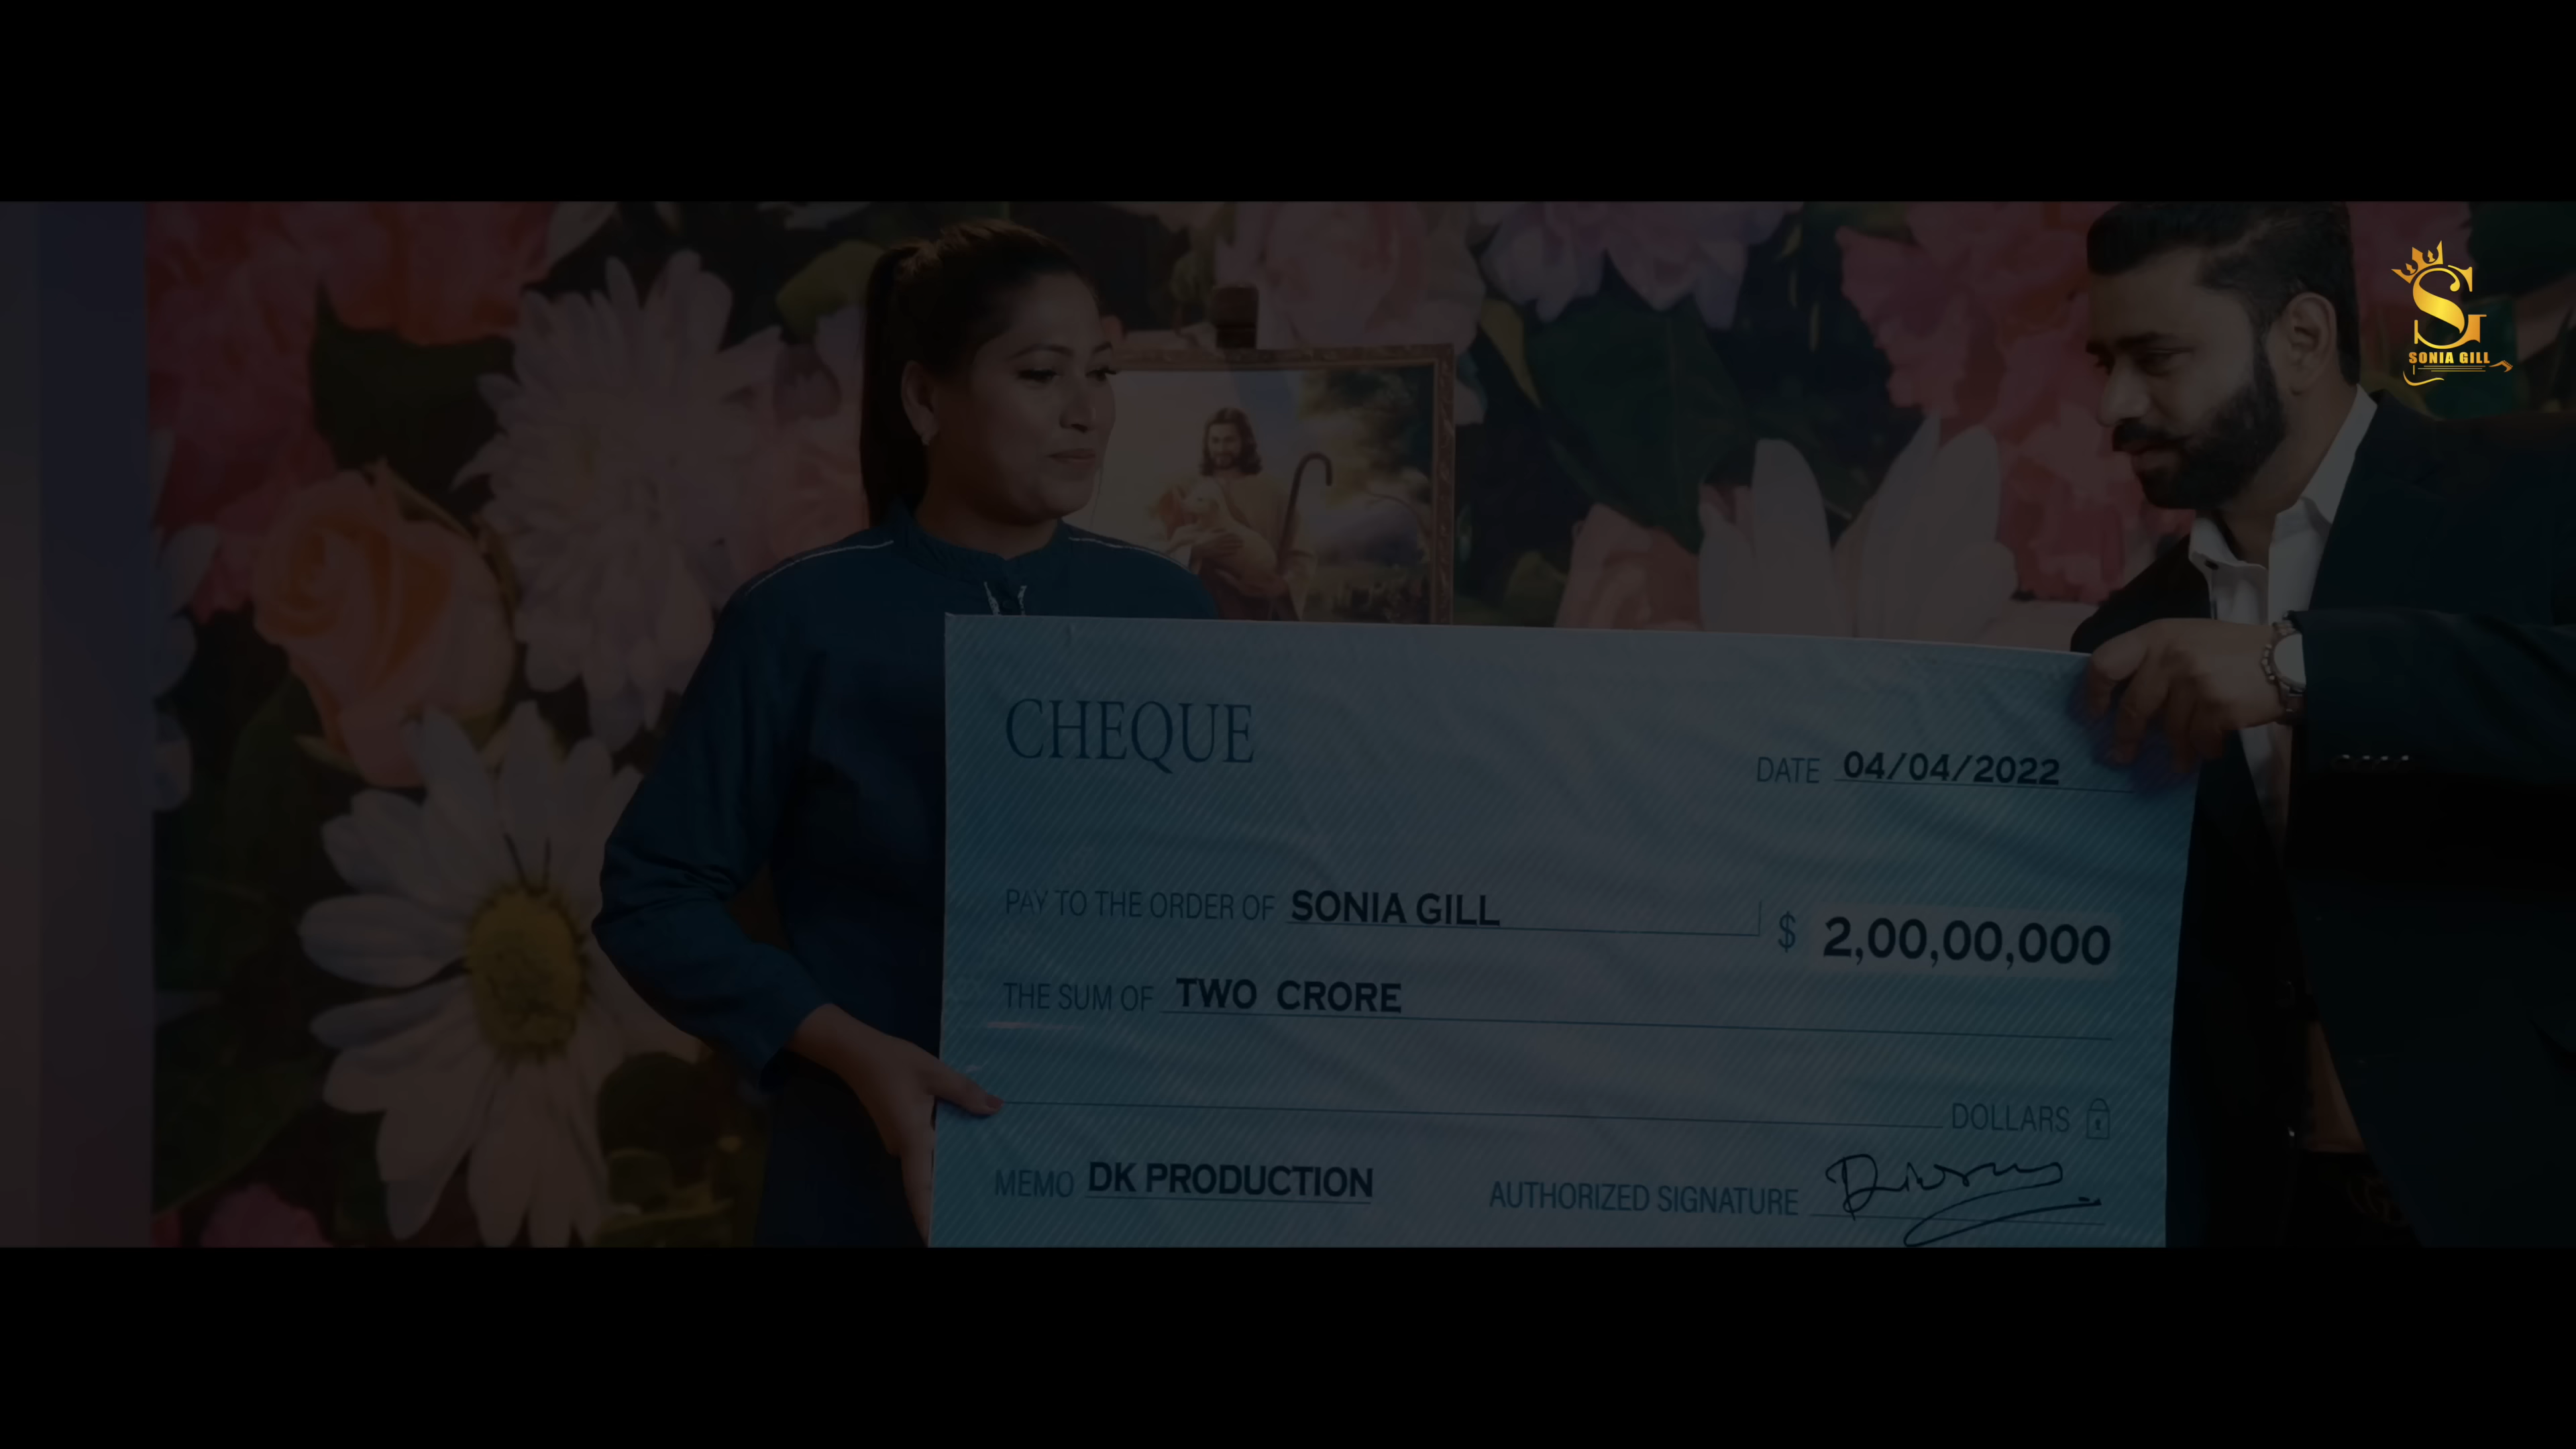 SG
SONIA GILL
CHEQUE
DATE 04/04/2022
PAY TO THE ORDER OF SONIA GILL $ 2,00,00,000
THE SUM OF TWO CRORE
DOLLARS
MEMO DK PRODUCTION AUTHORIZED SIGNATURE